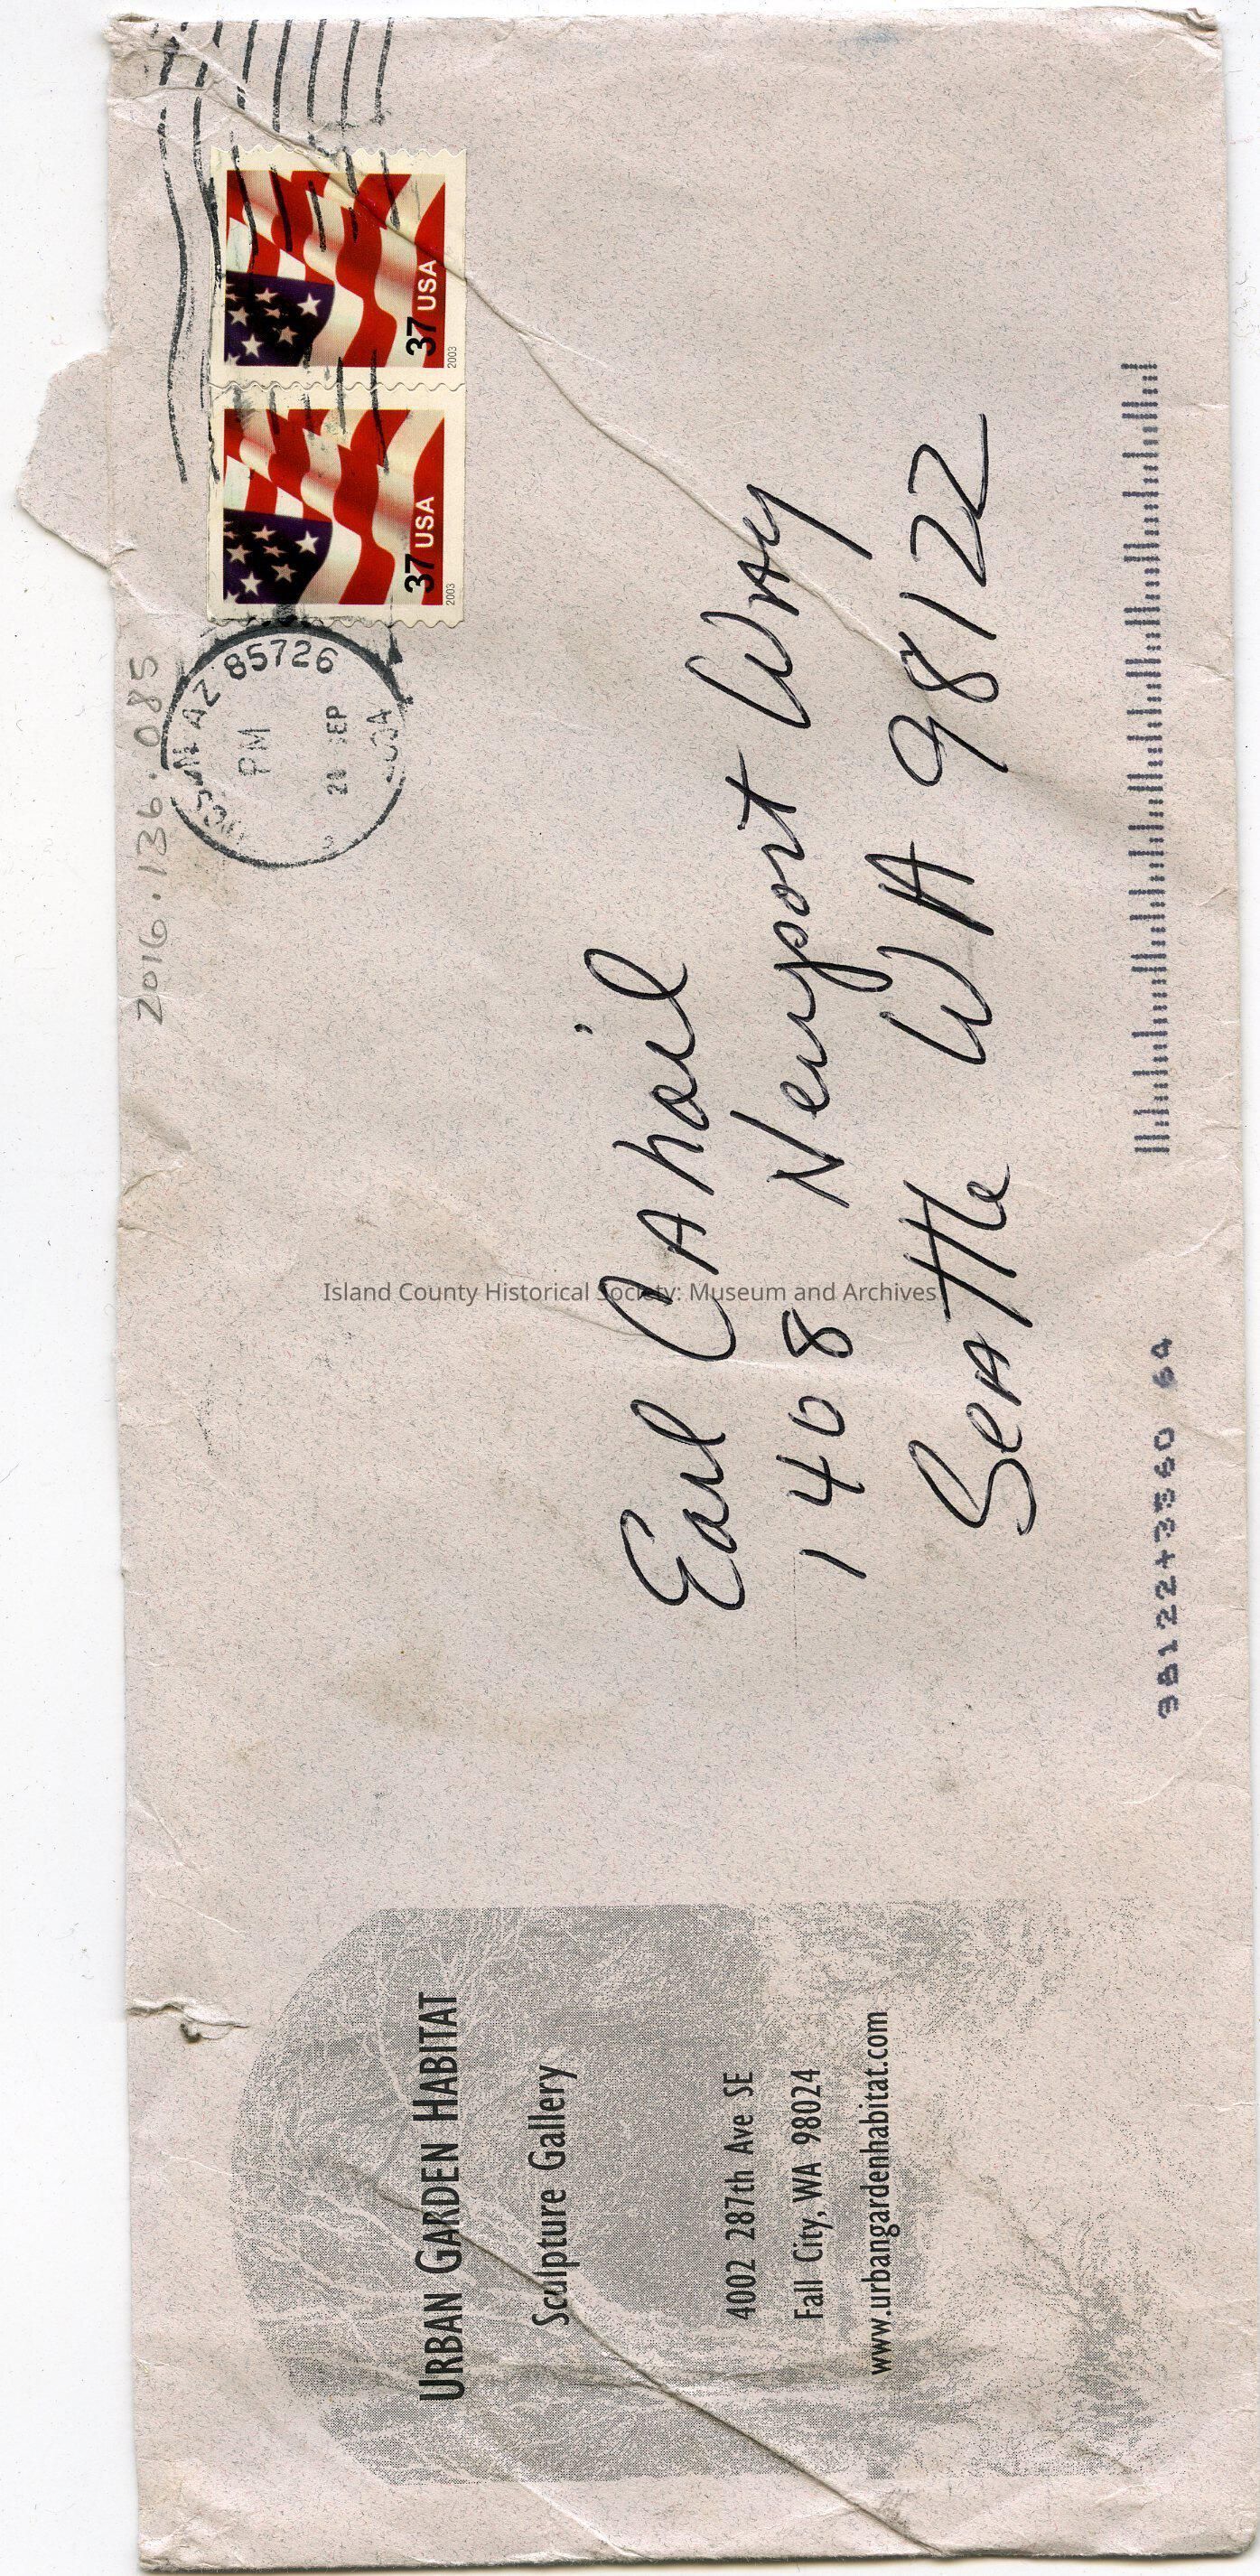 URBAN GARDEN HABITAT
Sculpture Gallery
4002 287th Ave SE
Fall City, WA 98024
www.urbangardenhabitat.com
2016.136.085
AZ 85726
PM
37 USA
2003
37 USA
2003
Earl CAhail
1408 Newport WAy
SeAttle WA 98122
98122+3360
Island County Historical Society: Museum and Archives